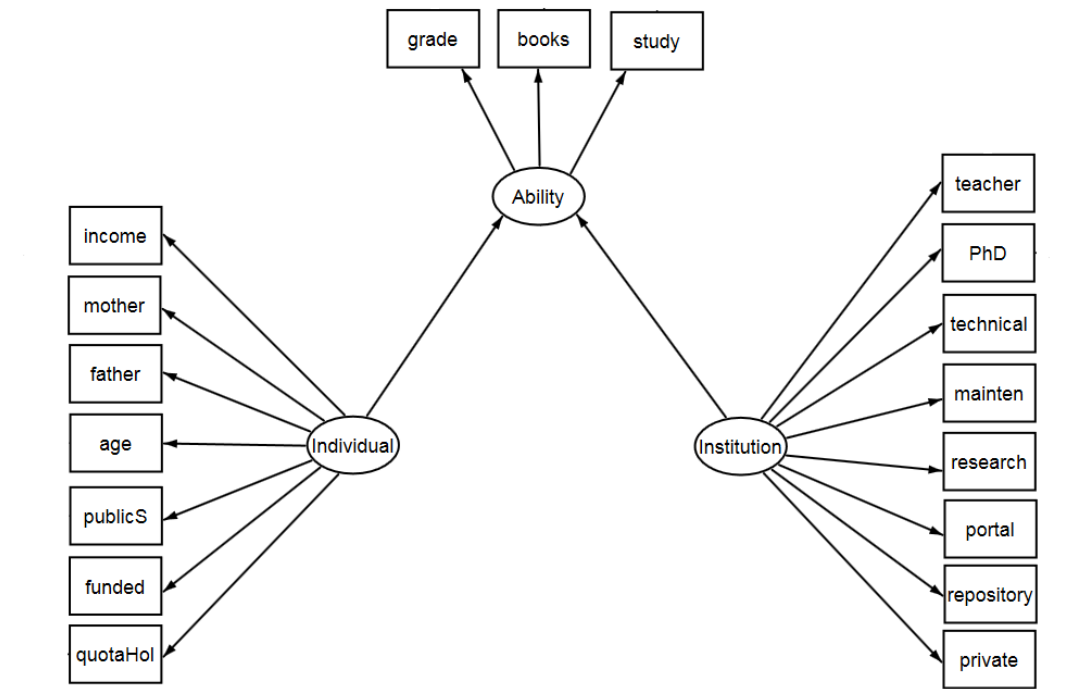 grade
books
study
Ability
income
mother
father
age
publicS
funded
quotaHol
Individual
Institution
teacher
PhD
technical
mainten
research
portal
repository
private